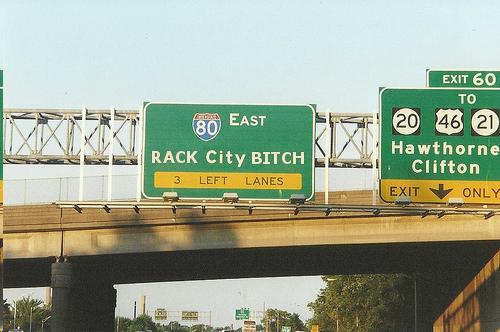 INTERSTATE
80
EAST
RACK City BITCH
3 LEFT LANES
EXIT 60
TO
20 46 21
Hawthorne
Clifton
EXIT ONLY